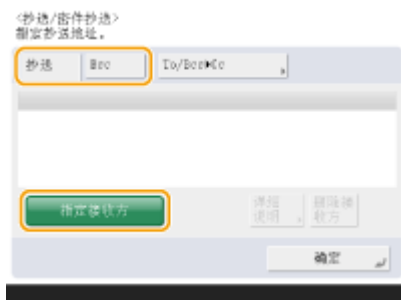 <抄送/密件抄送>
指定抄送地址。
抄送 Bcc To/Bcc▶Cc
指定接收方
详细
说明
删除接
收方
确定